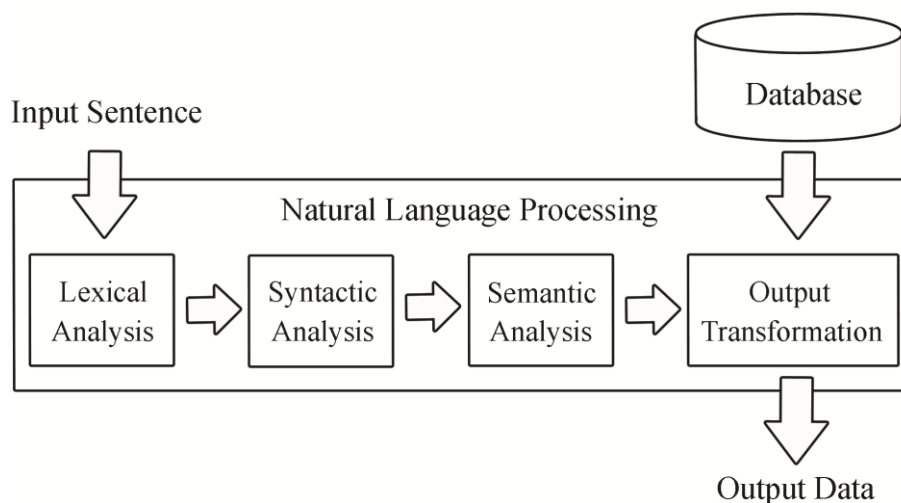 Database
Input Sentence
Natural Language Processing
Lexical
Analysis
Syntactic
Analysis
Semantic
Analysis
Output
Transformation
Output Data